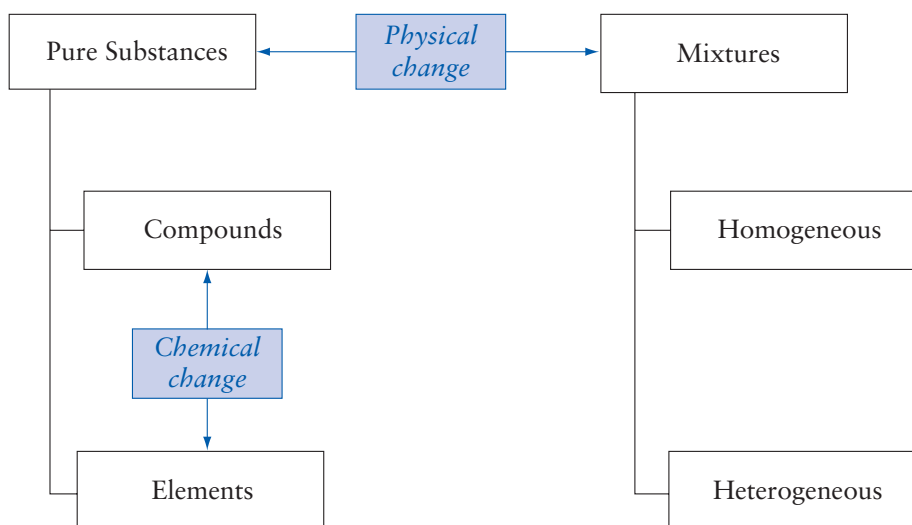 Pure Substances
Physical
change
Mixtures
Compounds
Homogeneous
Chemical
change
Elements
Heterogeneous